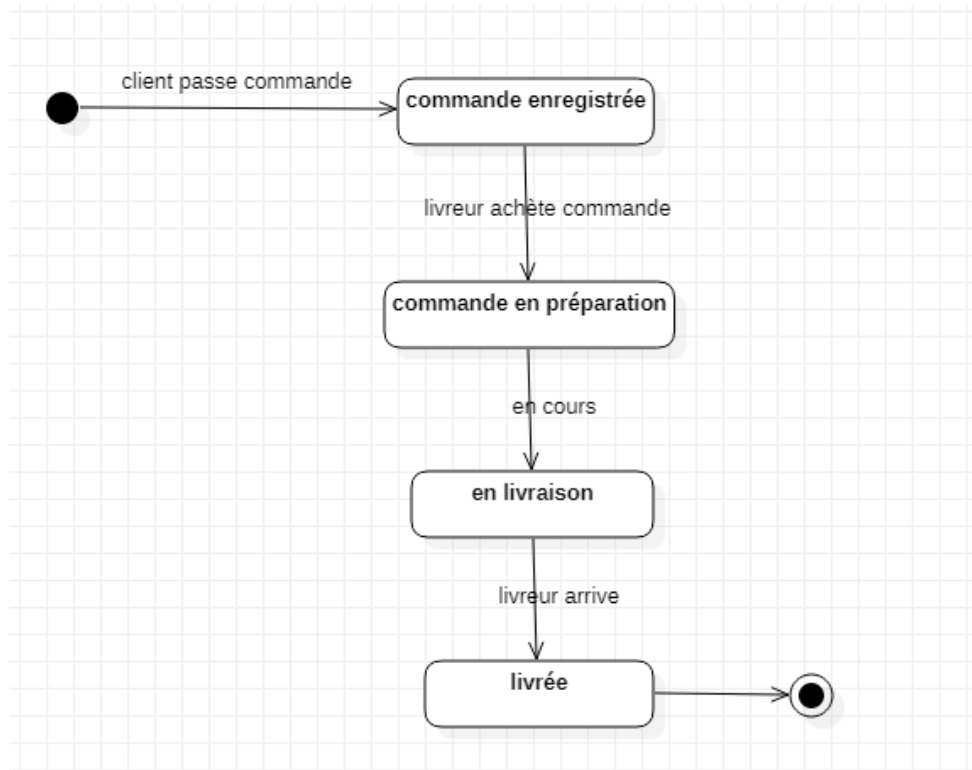 client passe commande
commande enregistrée
livreur achète commande
commande en préparation
en cours
en livraison
livreur arrive
livrée